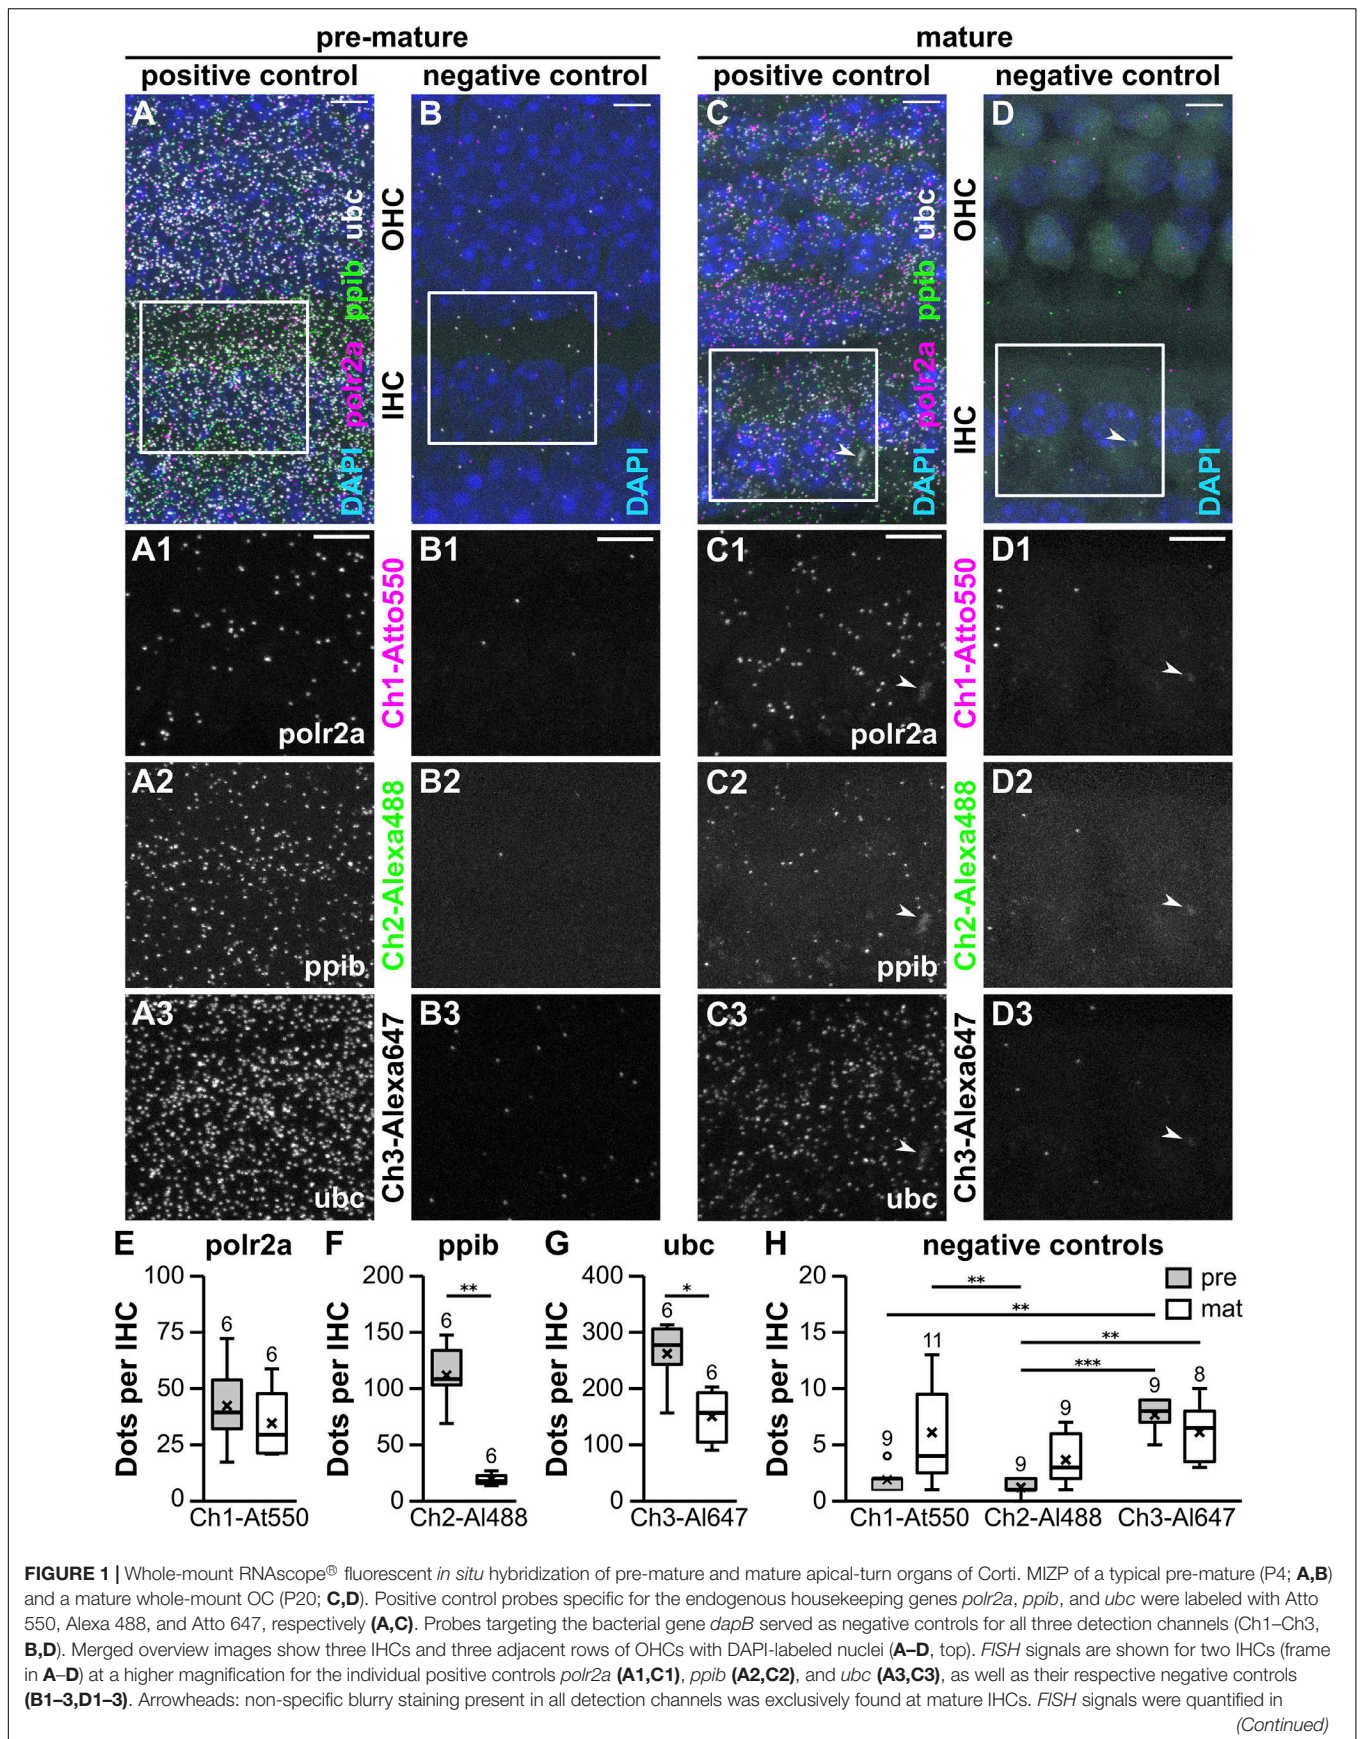 pre-mature mature
positive control negative control positive control negative control
A B C D
DAPI polr2a ppib ubc
IHC OHC
DAPI
DAPI polr2a ppib ubc
IHC OHC
DAPI
A1 B1 C1 D1
polr2a polr2a
Ch1-Atto550 Ch1-Atto550
A2 B2 C2 D2
ppib ppib
Ch2-Alexa488 Ch2-Alexa488
A3 B3 C3 D3
ubc ubc
Ch3-Alexa647 Ch3-Alexa647
E polr2a
Dots per IHC
100
75
50
25
0
6 6
Ch1-At550
F ppib
Dots per IHC
200
150
100
50
0
**
6 6
Ch2-Al488
G ubc
Dots per IHC
400
300
200
100
0
*
6 6
Ch3-Al647
H negative controls
Dots per IHC
20
15
10
5
0
pre
mat
**
**
**
***
9 11 9 9 9 8
Ch1-At550 Ch2-Al488 Ch3-Al647
FIGURE 1 | Whole-mount RNAscope® fluorescent in situ hybridization of pre-mature and mature apical-turn organs of Corti. MIZP of a typical pre-mature (P4; A,B)
and a mature whole-mount OC (P20; C,D). Positive control probes specific for the endogenous housekeeping genes polr2a, ppib, and ubc were labeled with Atto
550, Alexa 488, and Atto 647, respectively (A,C). Probes targeting the bacterial gene dapB served as negative controls for all three detection channels (Ch1–Ch3,
B,D). Merged overview images show three IHCs and three adjacent rows of OHCs with DAPI-labeled nuclei (A–D, top). FISH signals are shown for two IHCs (frame
in A–D) at a higher magnification for the individual positive controls polr2a (A1,C1), ppib (A2,C2), and ubc (A3,C3), as well as their respective negative controls
(B1–3,D1–3). Arrowheads: non-specific blurry staining present in all detection channels was exclusively found at mature IHCs. FISH signals were quantified in
(Continued)